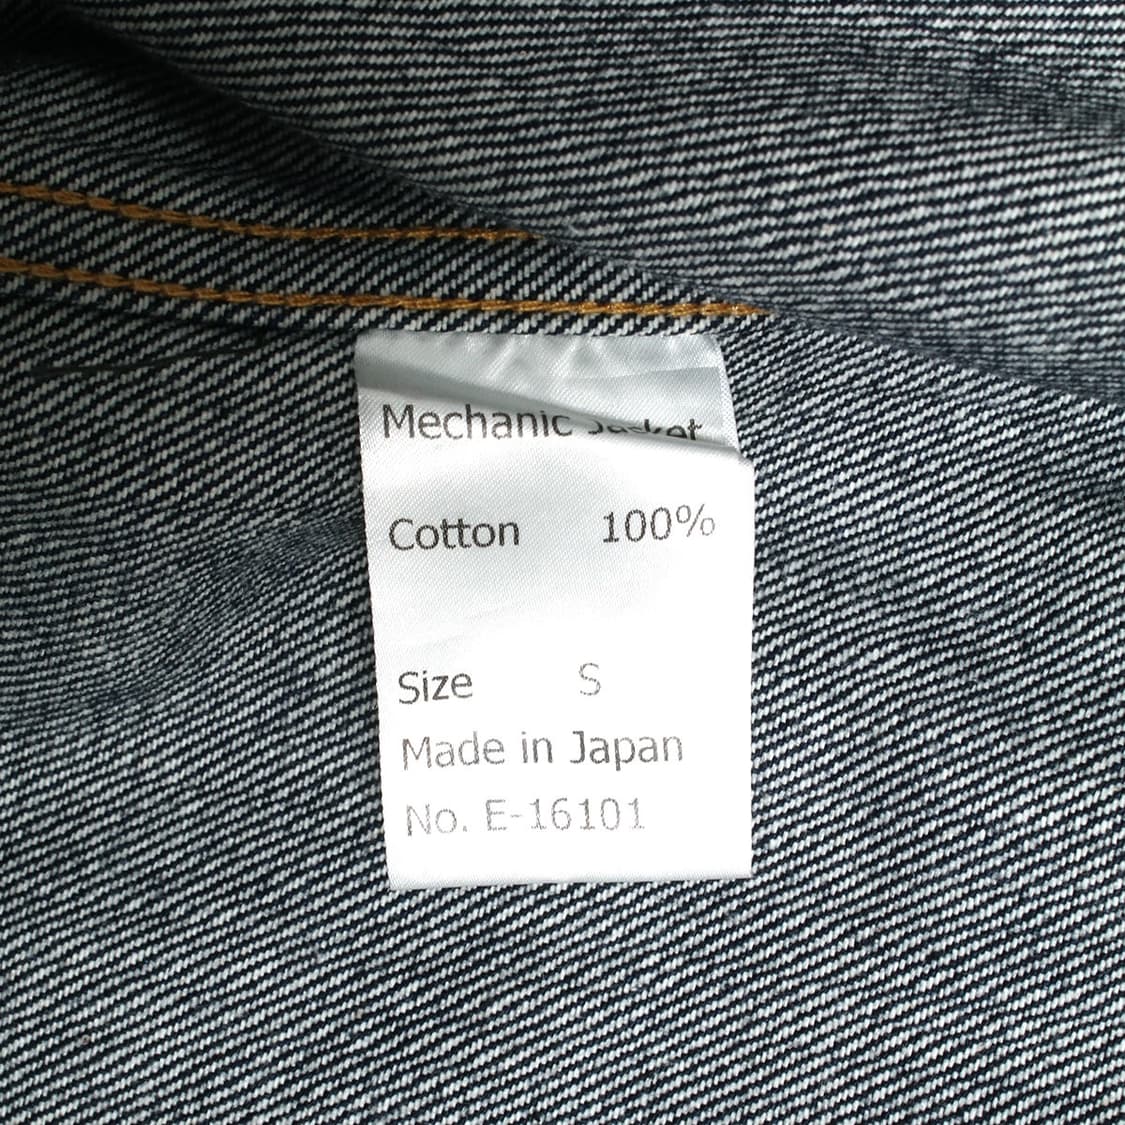 Mechanic Jacket
Cotton 100%
Size S
Made in Japan
No. E-16101